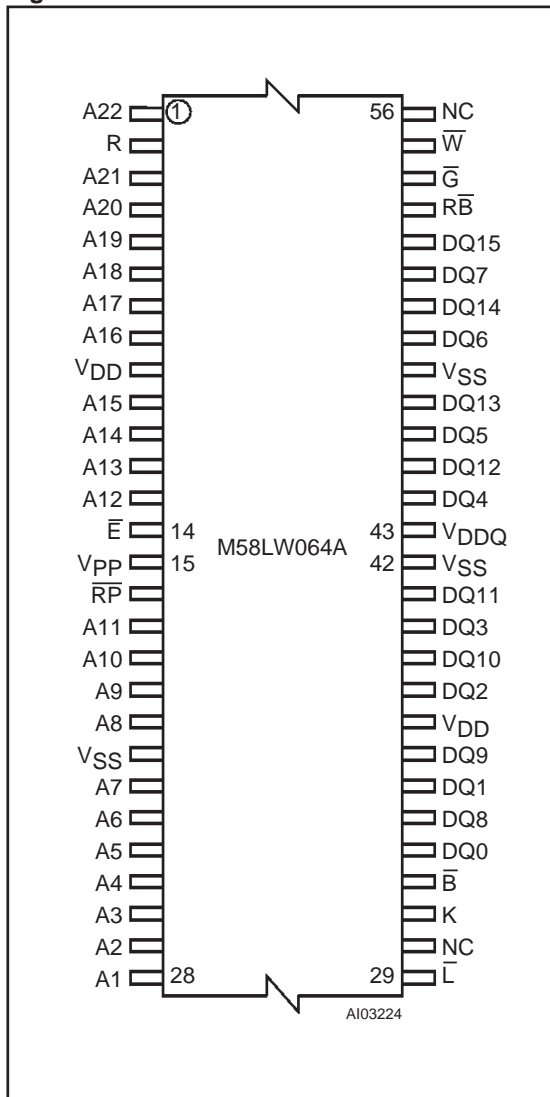 A22 1 56 NC
R W̅
A21 G̅
A20 RB̅
A19 DQ15
A18 DQ7
A17 DQ14
A16 DQ6
VDD VSS
A15 DQ13
A14 DQ5
A13 DQ12
A12 DQ4
E̅ 14 43 VDDQ
M58LW064A
VPP 15 42 VSS
R̅P̅ DQ11
A11 DQ3
A10 DQ10
A9 DQ2
A8 VDD
VSS DQ9
A7 DQ1
A6 DQ8
A5 DQ0
A4 B̅
A3 K
A2 NC
A1 28 29 L̅
AI03224